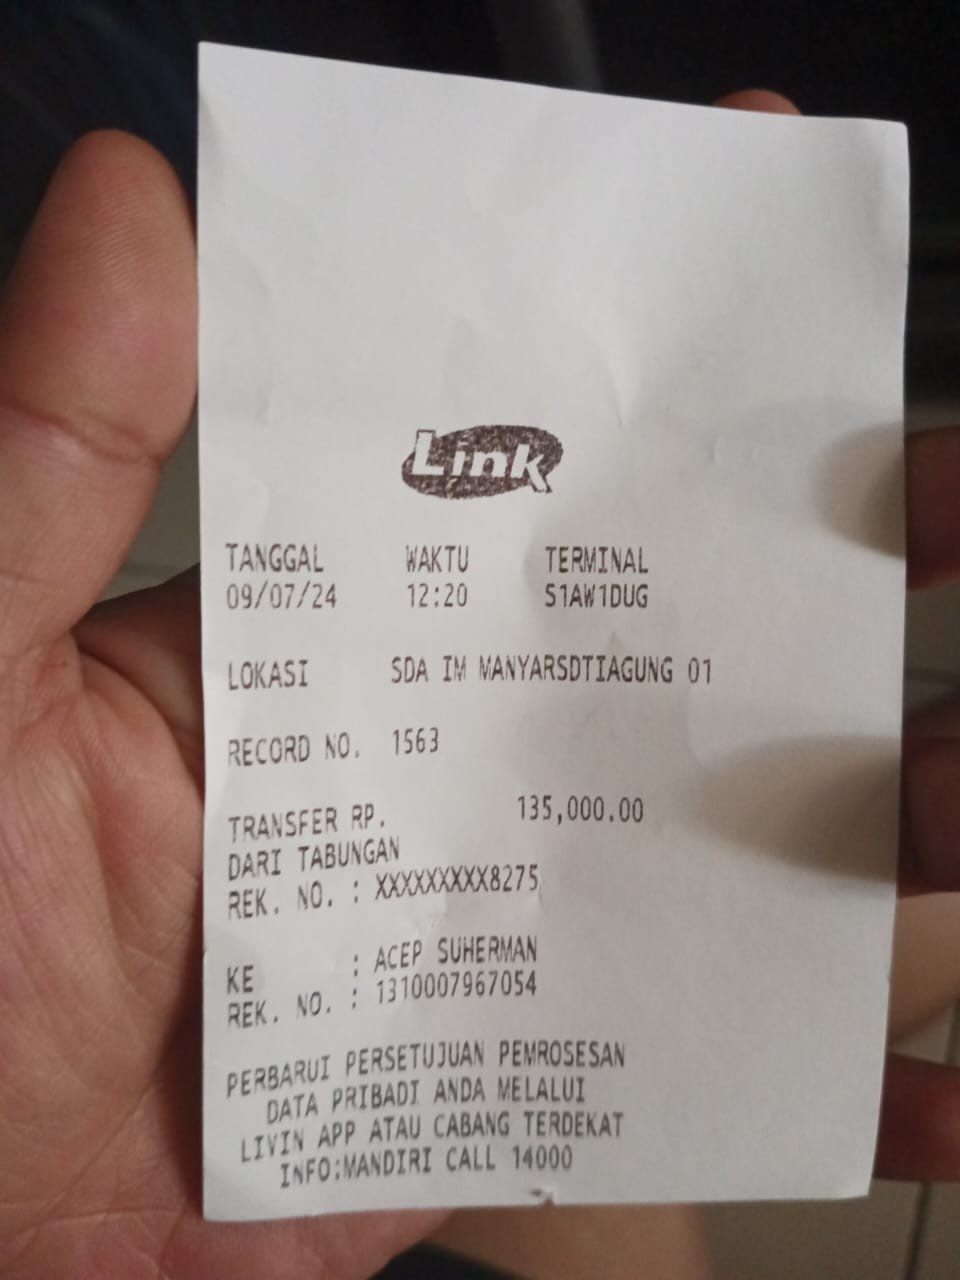 Link
TANGGAL WAKTU TERMINAL
09/07/24 12:20 S1AW1DUG
LOKASI SDA IM MANYARSDTIAGUNG 01
RECORD NO. 1563
TRANSFER RP. 135,000.00
DARI TABUNGAN
REK. NO. : XXXXXXXXX8275
KE : ACEP SUHERMAN
REK. NO. : 1310007967054
PERBARUI PERSETUJUAN PEMROSESAN
DATA PRIBADI ANDA MELALUI
LIVIN APP ATAU CABANG TERDEKAT
INFO:MANDIRI CALL 14000